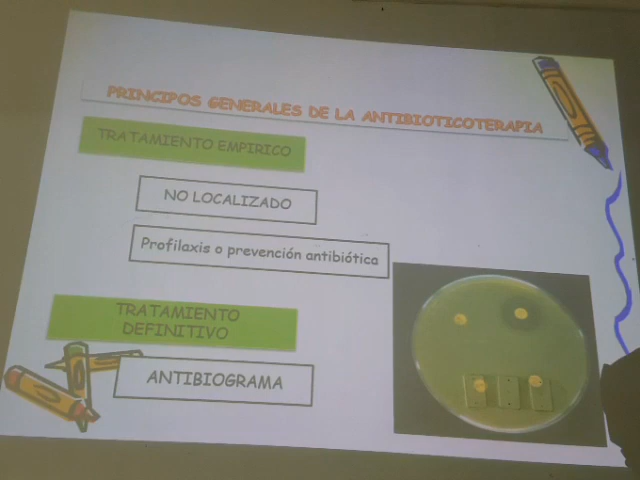 PRINCIPOS GENERALES DE LA ANTIBIOTICOTERAPIA
TRATAMIENTO EMPIRICO
NO LOCALIZADO
Profilaxis o prevención antibiótica
TRATAMIENTO
DEFINITIVO
ANTIBIOGRAMA